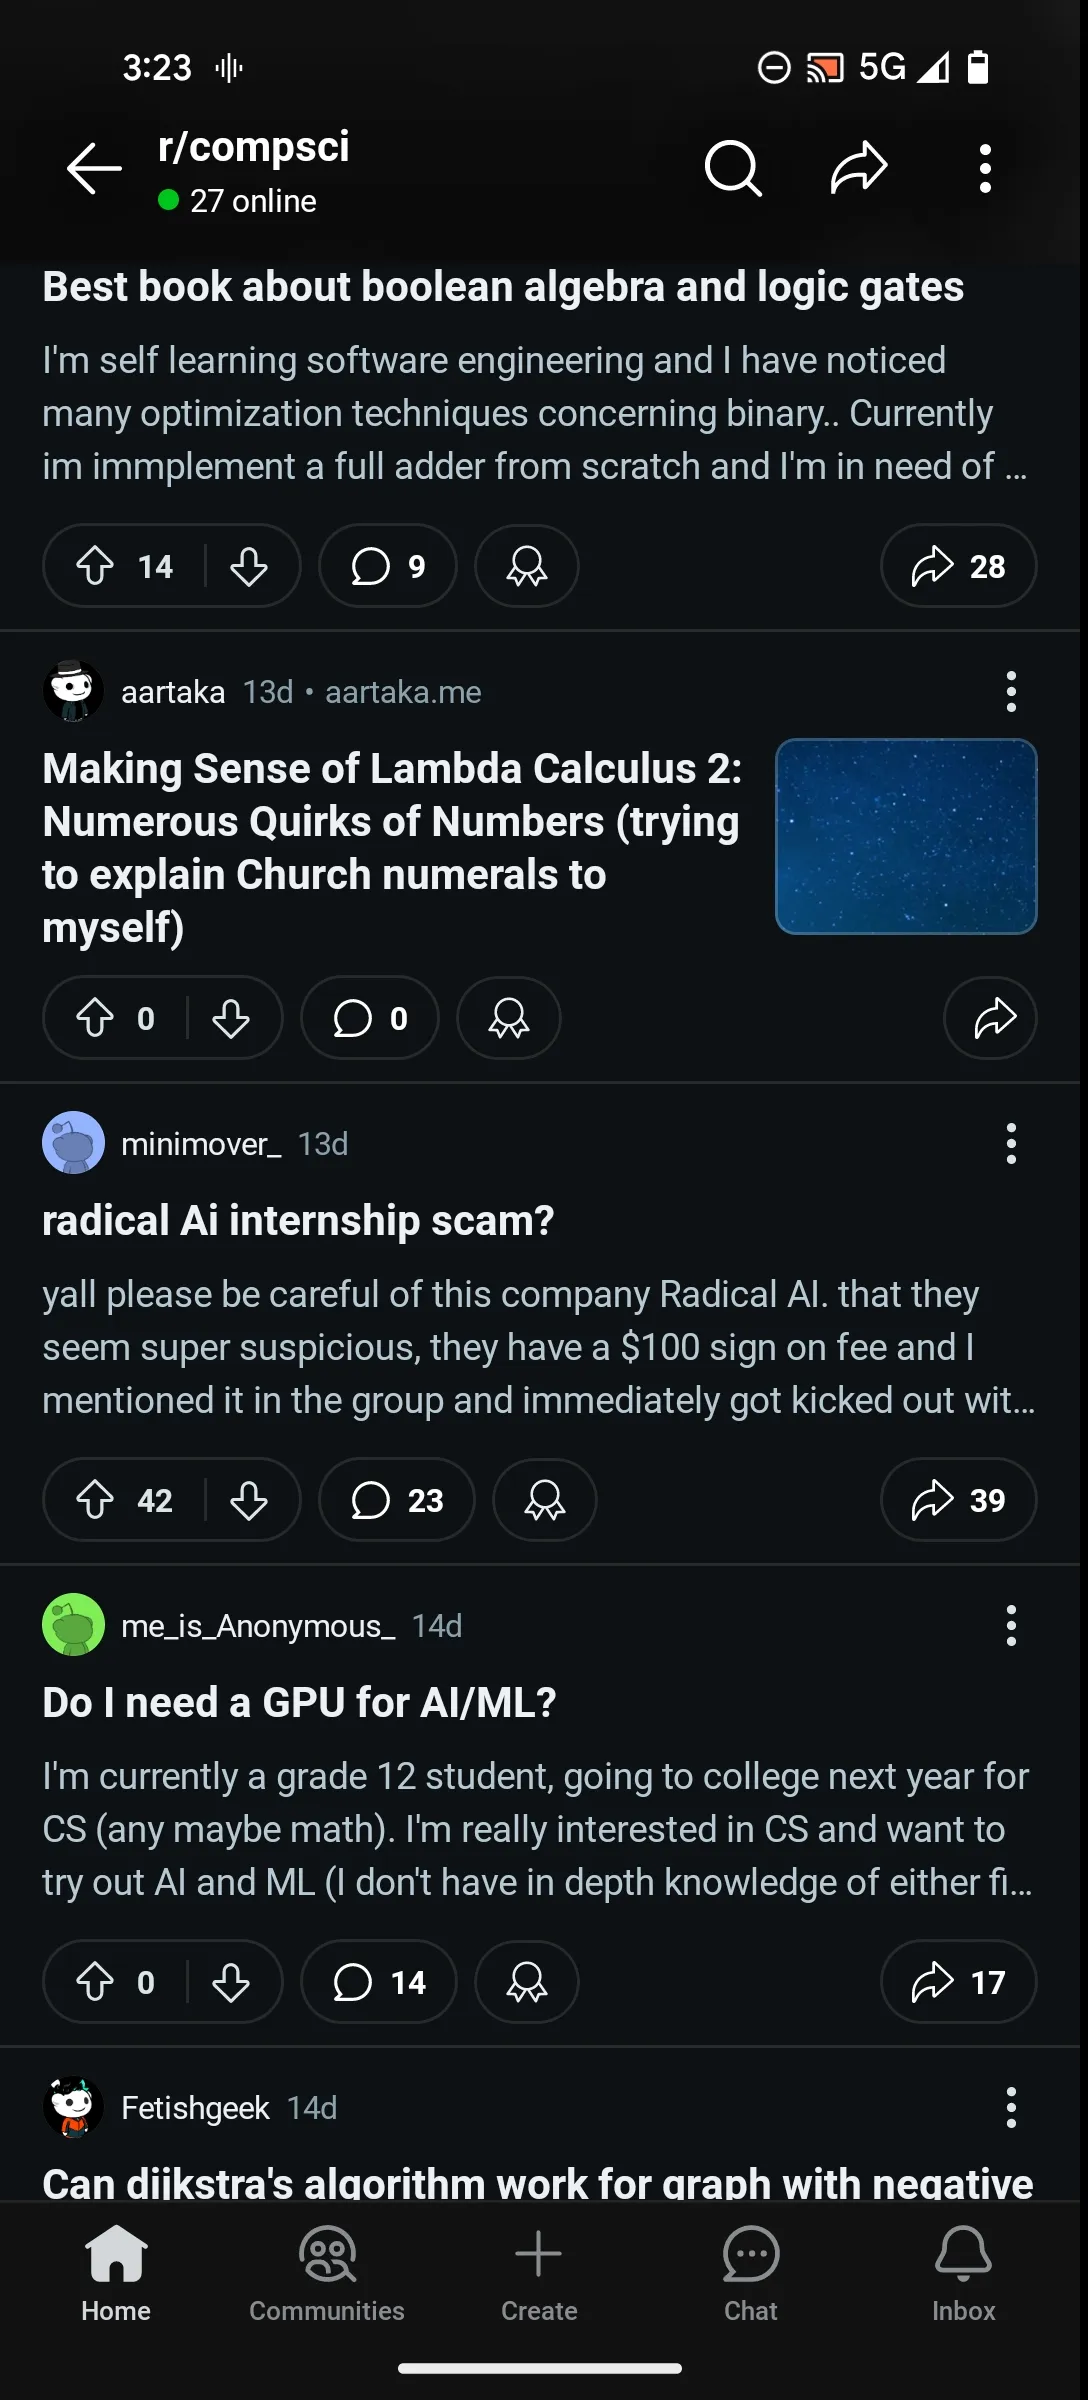 3:23
5G
r/compsci
27 online
Best book about boolean algebra and logic gates
I'm self learning software engineering and I have noticed
many optimization techniques concerning binary.. Currently
im immplement a full adder from scratch and I'm in need of ...
14
9
28
aartaka 13d • aartaka.me
Making Sense of Lambda Calculus 2:
Numerous Quirks of Numbers (trying
to explain Church numerals to
myself)
0
0
minimover_ 13d
radical Ai internship scam?
yall please be careful of this company Radical AI. that they
seem super suspicious, they have a $100 sign on fee and I
mentioned it in the group and immediately got kicked out wit...
42
23
39
me_is_Anonymous_ 14d
Do I need a GPU for AI/ML?
I'm currently a grade 12 student, going to college next year for
CS (any maybe math). I'm really interested in CS and want to
try out AI and ML (I don't have in depth knowledge of either fi...
0
14
17
Fetishgeek 14d
Can dijkstra's algorithm work for graph with negative
Home
Communities
Create
Chat
Inbox